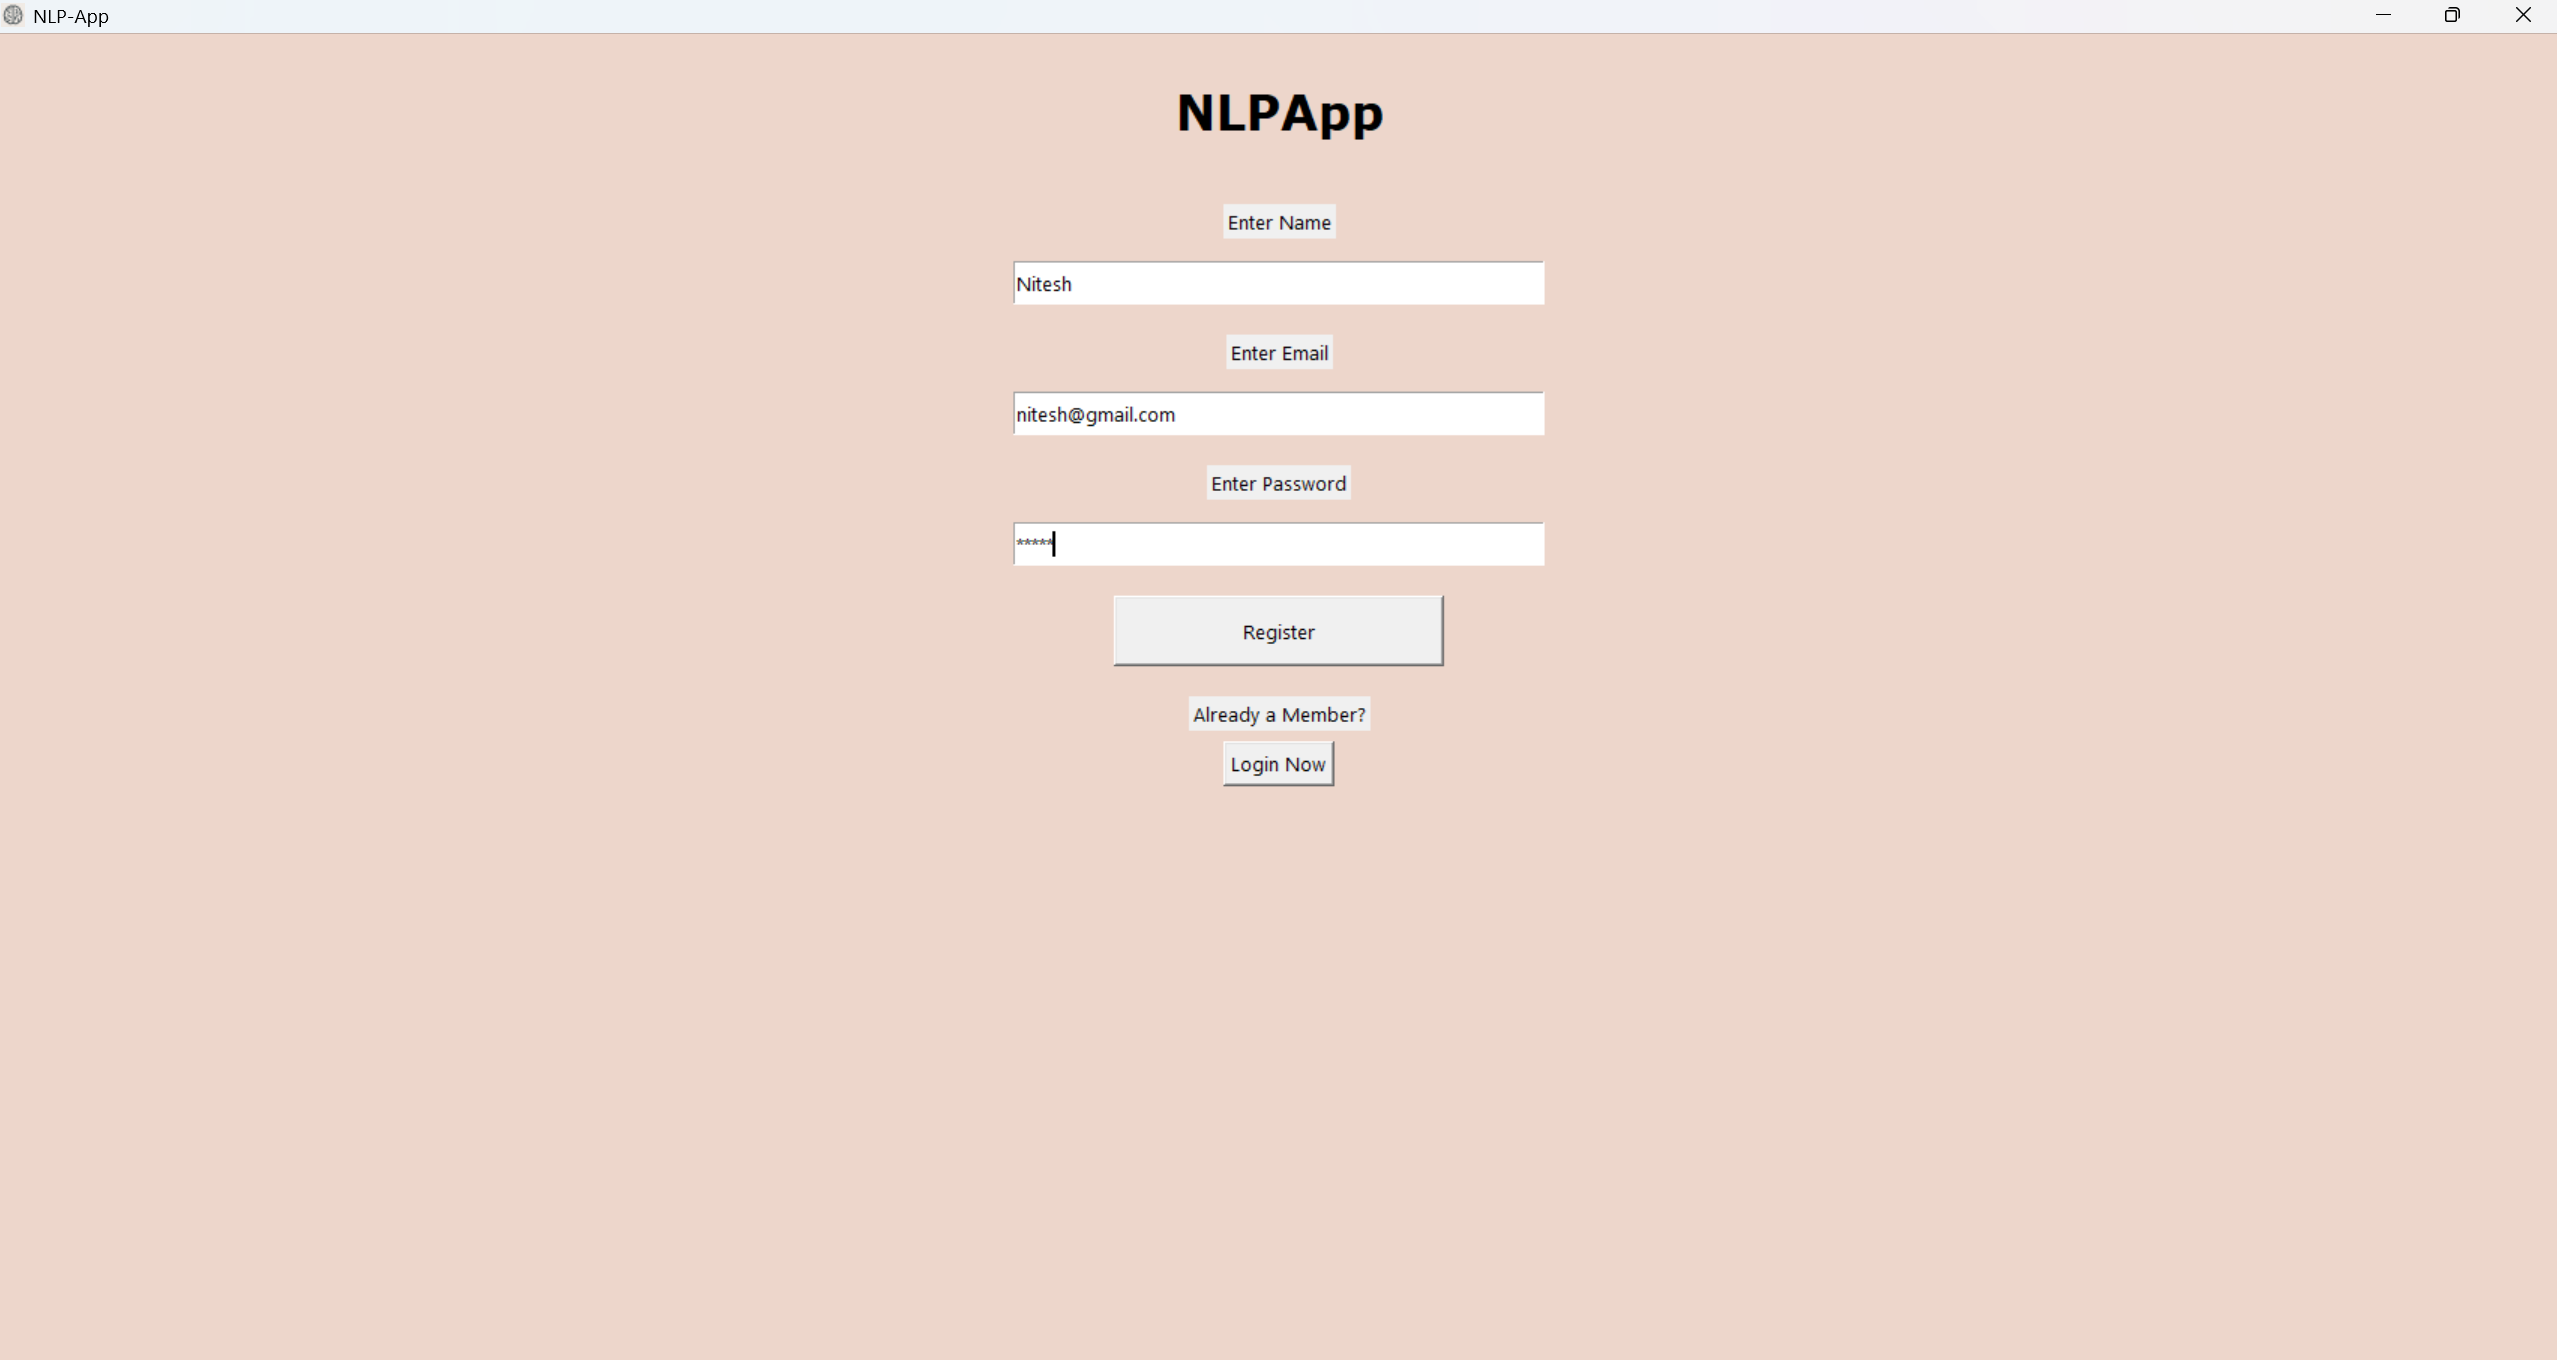 NLP-App
NLPApp
Enter Name
Nitesh
Enter Email
nitesh@gmail.com
Enter Password
*****
Register
Already a Member?
Login Now